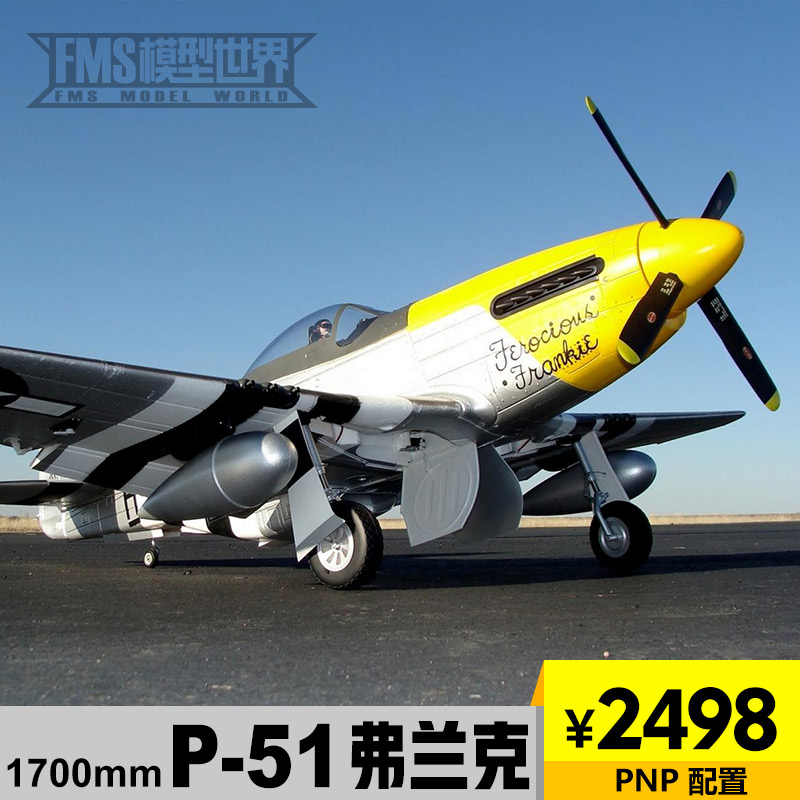 FMS模型世界
FMS MODEL WORLD
Ferocious
Frankie
1700mm P-51 弗兰克
¥2498
PNP 配置